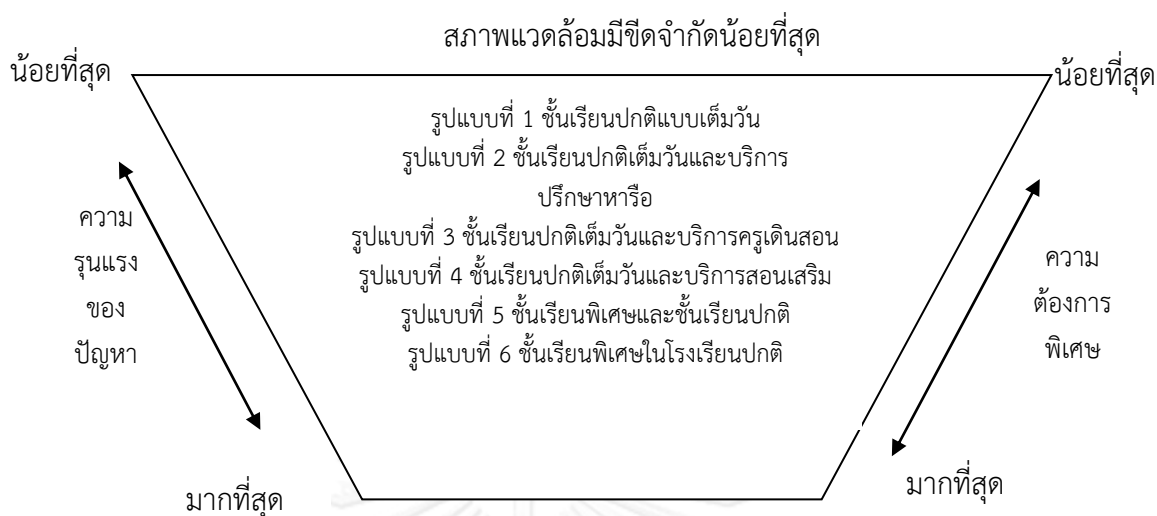 สภาพแวดล้อมมีขีดจำกัดน้อยที่สุด
น้อยที่สุด
น้อยที่สุด
รูปแบบที่ 1 ชั้นเรียนปกติแบบเต็มวัน
รูปแบบที่ 2 ชั้นเรียนปกติเต็มวันและบริการ
ปรึกษาหารือ
รูปแบบที่ 3 ชั้นเรียนปกติเต็มวันและบริการครูเดินสอน
รูปแบบที่ 4 ชั้นเรียนปกติเต็มวันและบริการสอนเสริม
รูปแบบที่ 5 ชั้นเรียนพิเศษและชั้นเรียนปกติ
รูปแบบที่ 6 ชั้นเรียนพิเศษในโรงเรียนปกติ
ความ
รุนแรง
ของ
ปัญหา
ความ
ต้องการ
พิเศษ
มากที่สุด
มากที่สุด